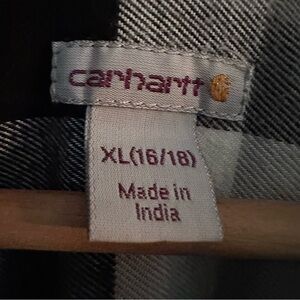 carhartt
XL(16/18)
Made in
India